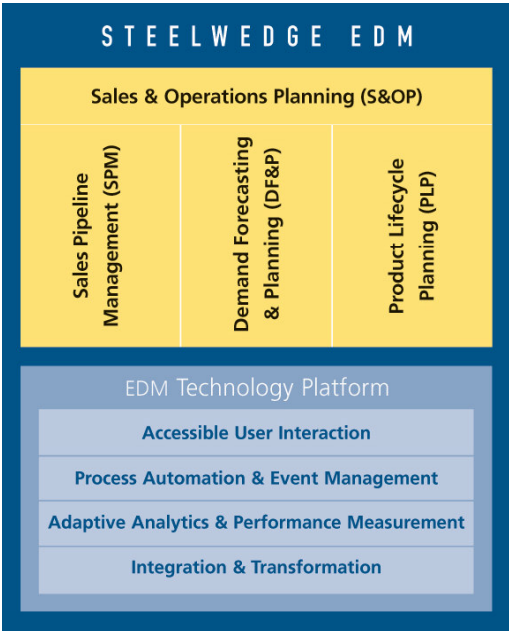 STEELWEDGE EDM
Sales & Operations Planning (S&OP)
Sales Pipeline
Management (SPM)
Demand Forecasting
& Planning (DF&P)
Product Lifecycle
Planning (PLP)
EDM Technology Platform
Accessible User Interaction
Process Automation & Event Management
Adaptive Analytics & Performance Measurement
Integration & Transformation